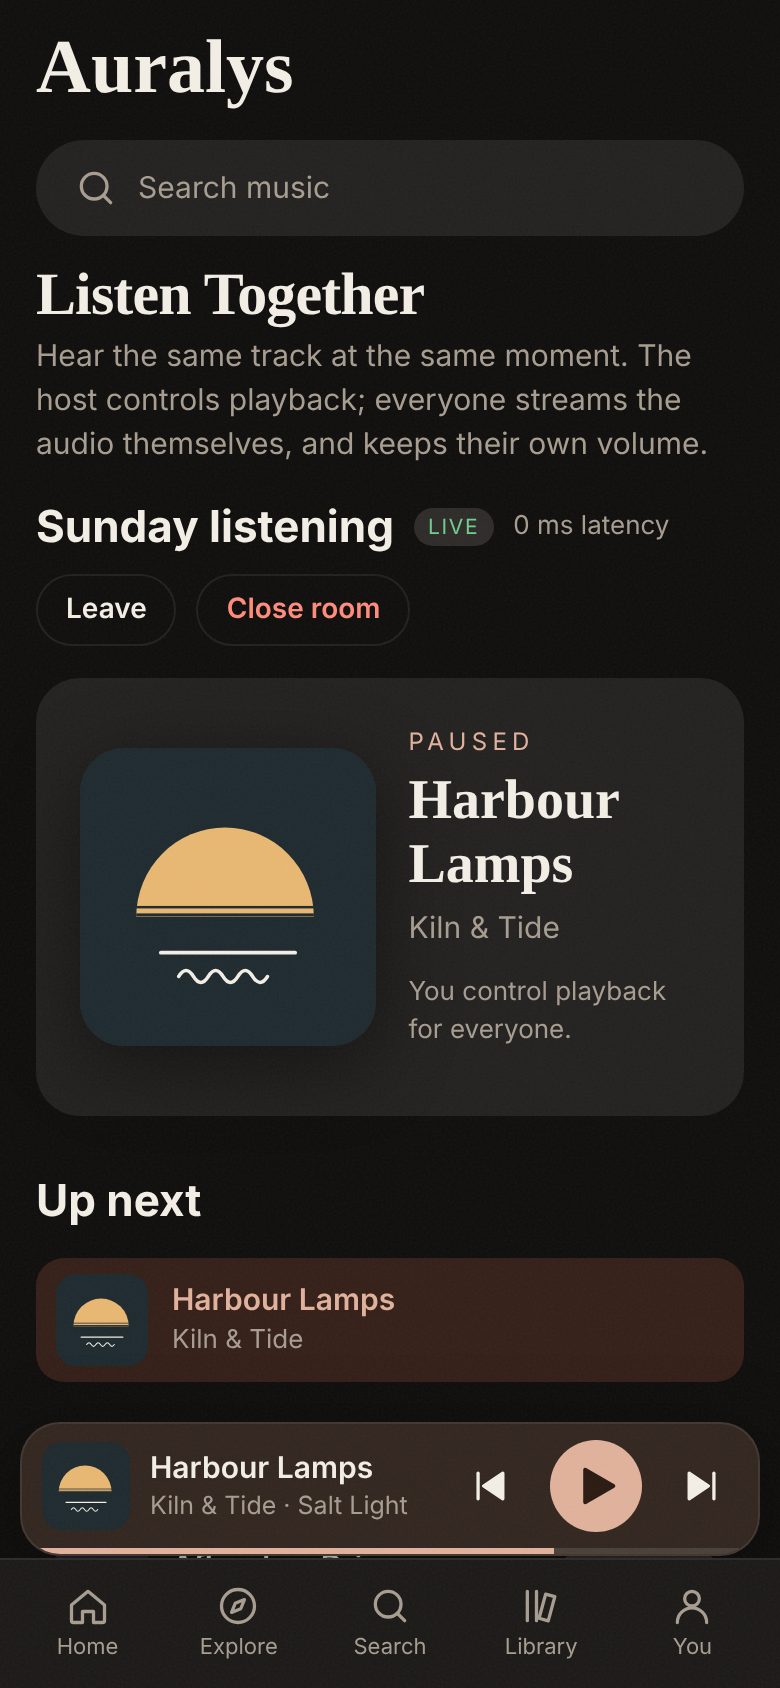 Auralys
Search music
Listen Together
Hear the same track at the same moment. The
host controls playback; everyone streams the
audio themselves, and keeps their own volume.
Sunday listening LIVE 0 ms latency
Leave Close room
PAUSED
Harbour
Lamps
Kiln & Tide
You control playback
for everyone.
Up next
Harbour Lamps
Kiln & Tide
Harbour Lamps
Kiln & Tide · Salt Light
Home Explore Search Library You